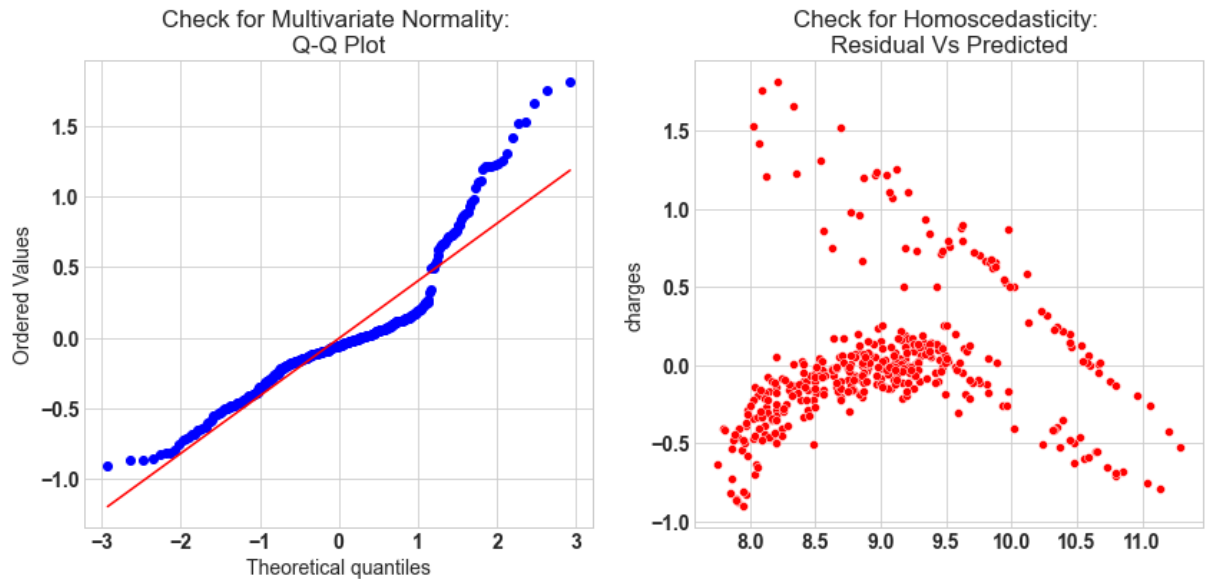 Check for Multivariate Normality:
Q-Q Plot
Ordered Values
1.5
1.0
0.5
0.0
−0.5
−1.0
−3 −2 −1 0 1 2 3
Theoretical quantiles
Check for Homoscedasticity:
Residual Vs Predicted
charges
1.5
1.0
0.5
0.0
−0.5
−1.0
8.0 8.5 9.0 9.5 10.0 10.5 11.0